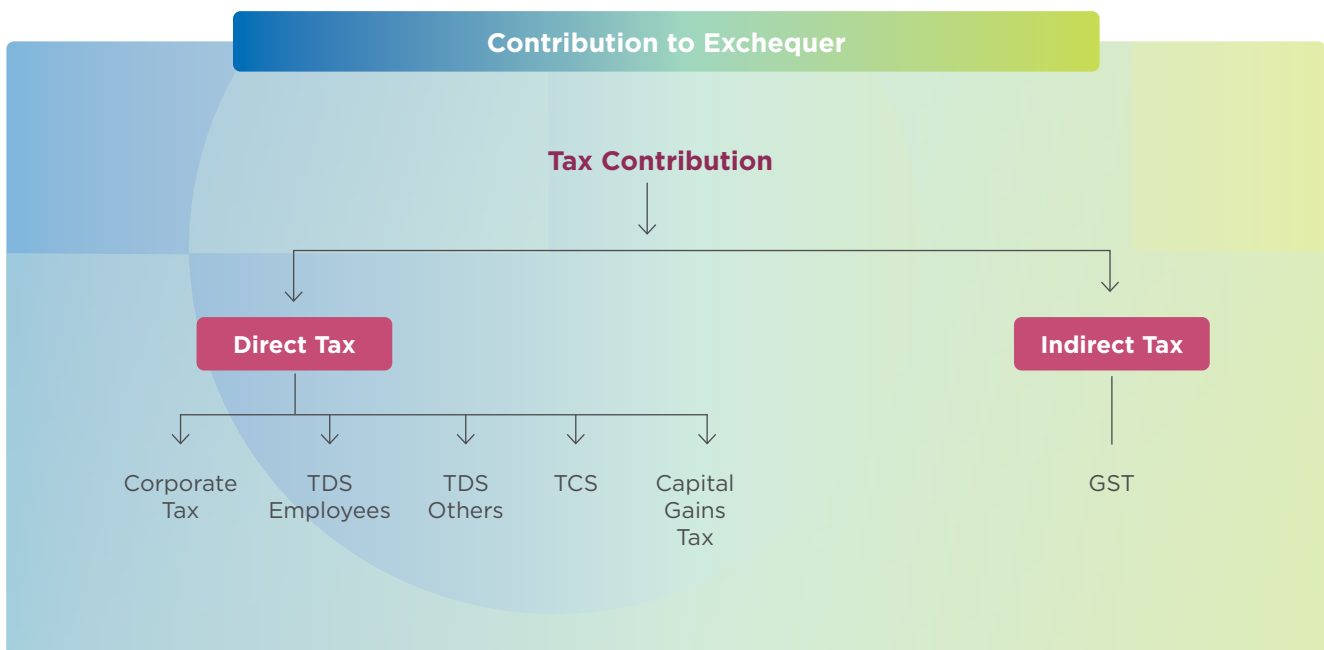 Contribution to Exchequer
Tax Contribution
Direct Tax
Indirect Tax
Corporate
Tax
TDS
Employees
TDS
Others
TCS
Capital
Gains
Tax
GST